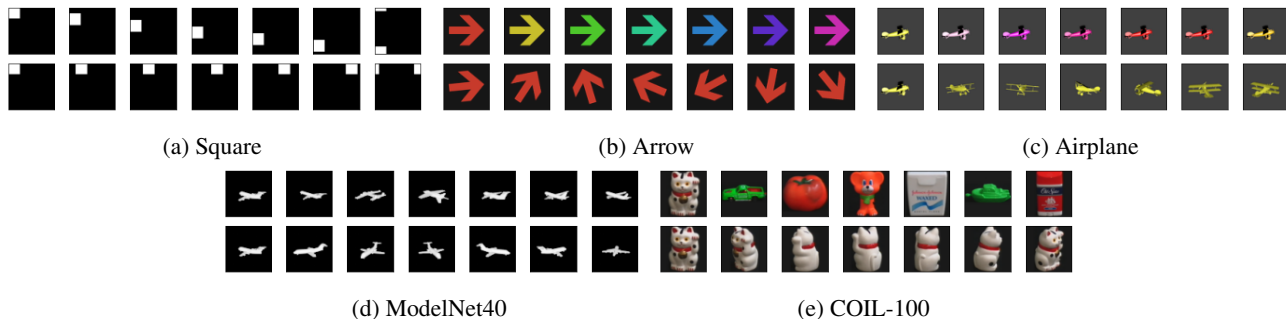 (a) Square
(b) Arrow
(c) Airplane
(d) ModelNet40
(e) COIL-100